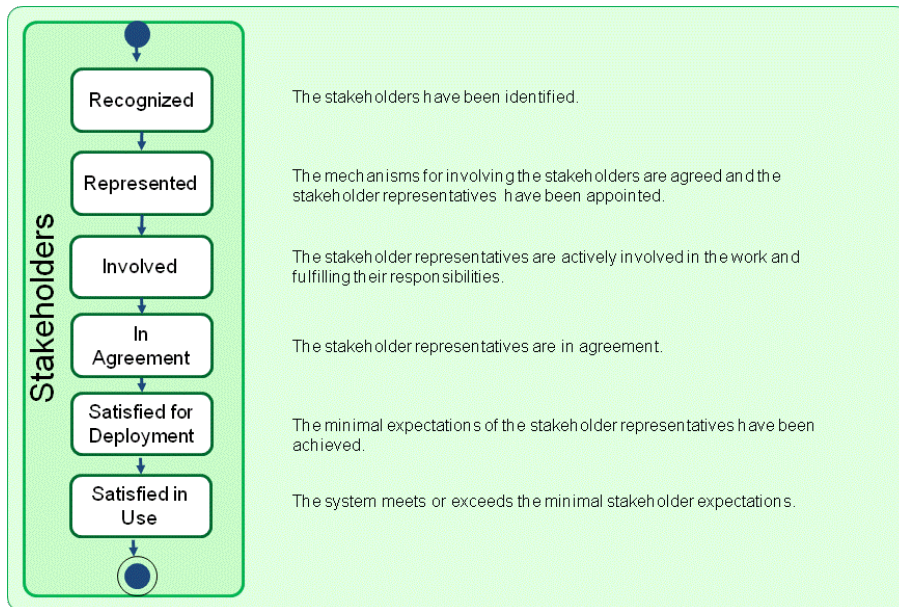 Stakeholders
Recognized
The stakeholders have been identified.
Represented
The mechanisms for involving the stakeholders are agreed and the
stakeholder representatives have been appointed.
Involved
The stakeholder representatives are actively involved in the work and
fulfilling their responsibilities.
In
Agreement
The stakeholder representatives are in agreement.
Satisfied for
Deployment
The minimal expectations of the stakeholder representatives have been
achieved.
Satisfied in
Use
The system meets or exceeds the minimal stakeholder expectations.